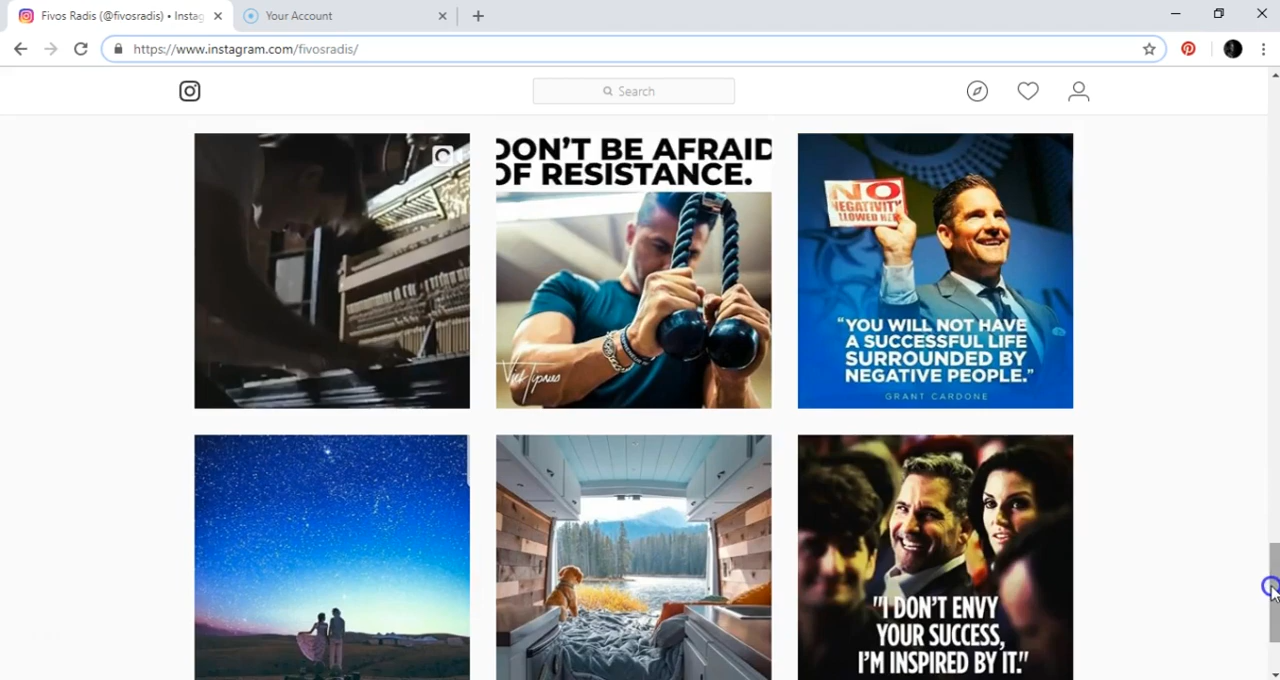 Fivos Radis (@fivosradis) • Instag
Your Account
https://www.instagram.com/fivosradis/
Search
DON'T BE AFRAID
OF RESISTANCE.
NO
NEGATIVITY
"YOU WILL NOT HAVE
A SUCCESSFUL LIFE
SURROUNDED BY
NEGATIVE PEOPLE."
GRANT CARDONE
"I DON'T ENVY
YOUR SUCCESS,
I'M INSPIRED BY IT."